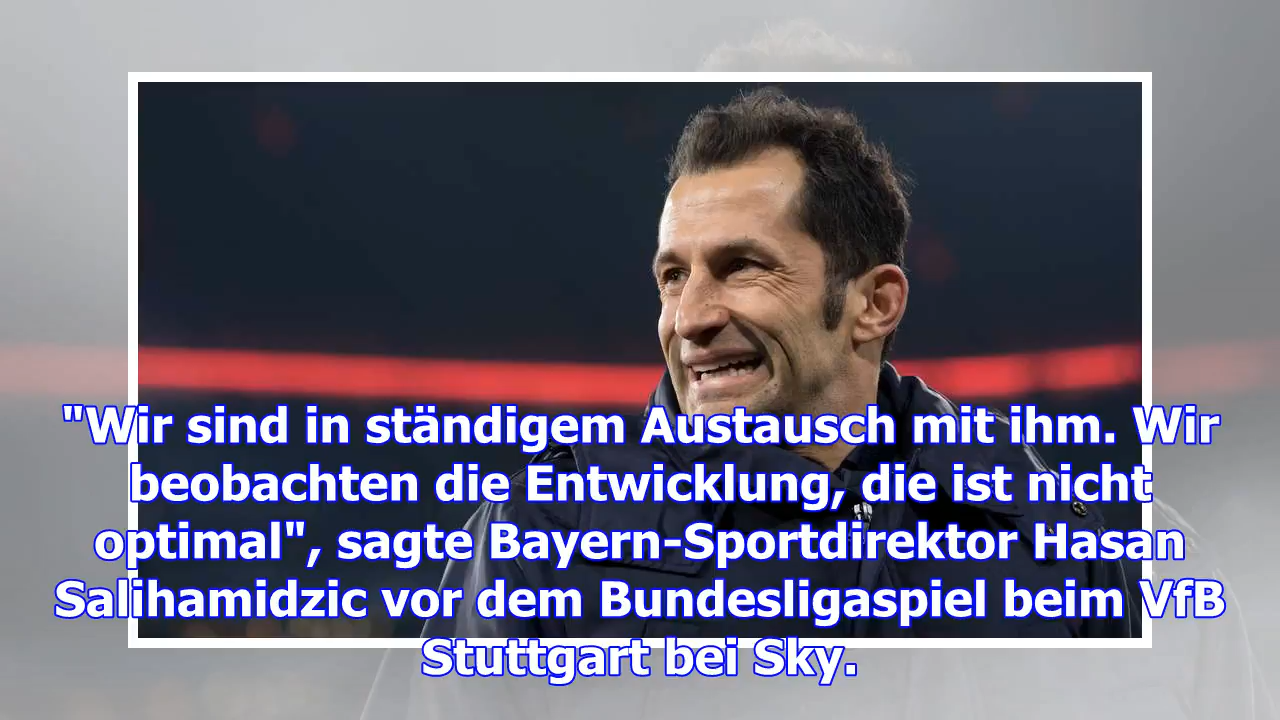 "Wir sind in ständigem Austausch mit ihm. Wir
beobachten die Entwicklung, die ist nicht
optimal", sagte Bayern-Sportdirektor Hasan
Salihamidzic vor dem Bundesligaspiel beim VfB
Stuttgart bei Sky.